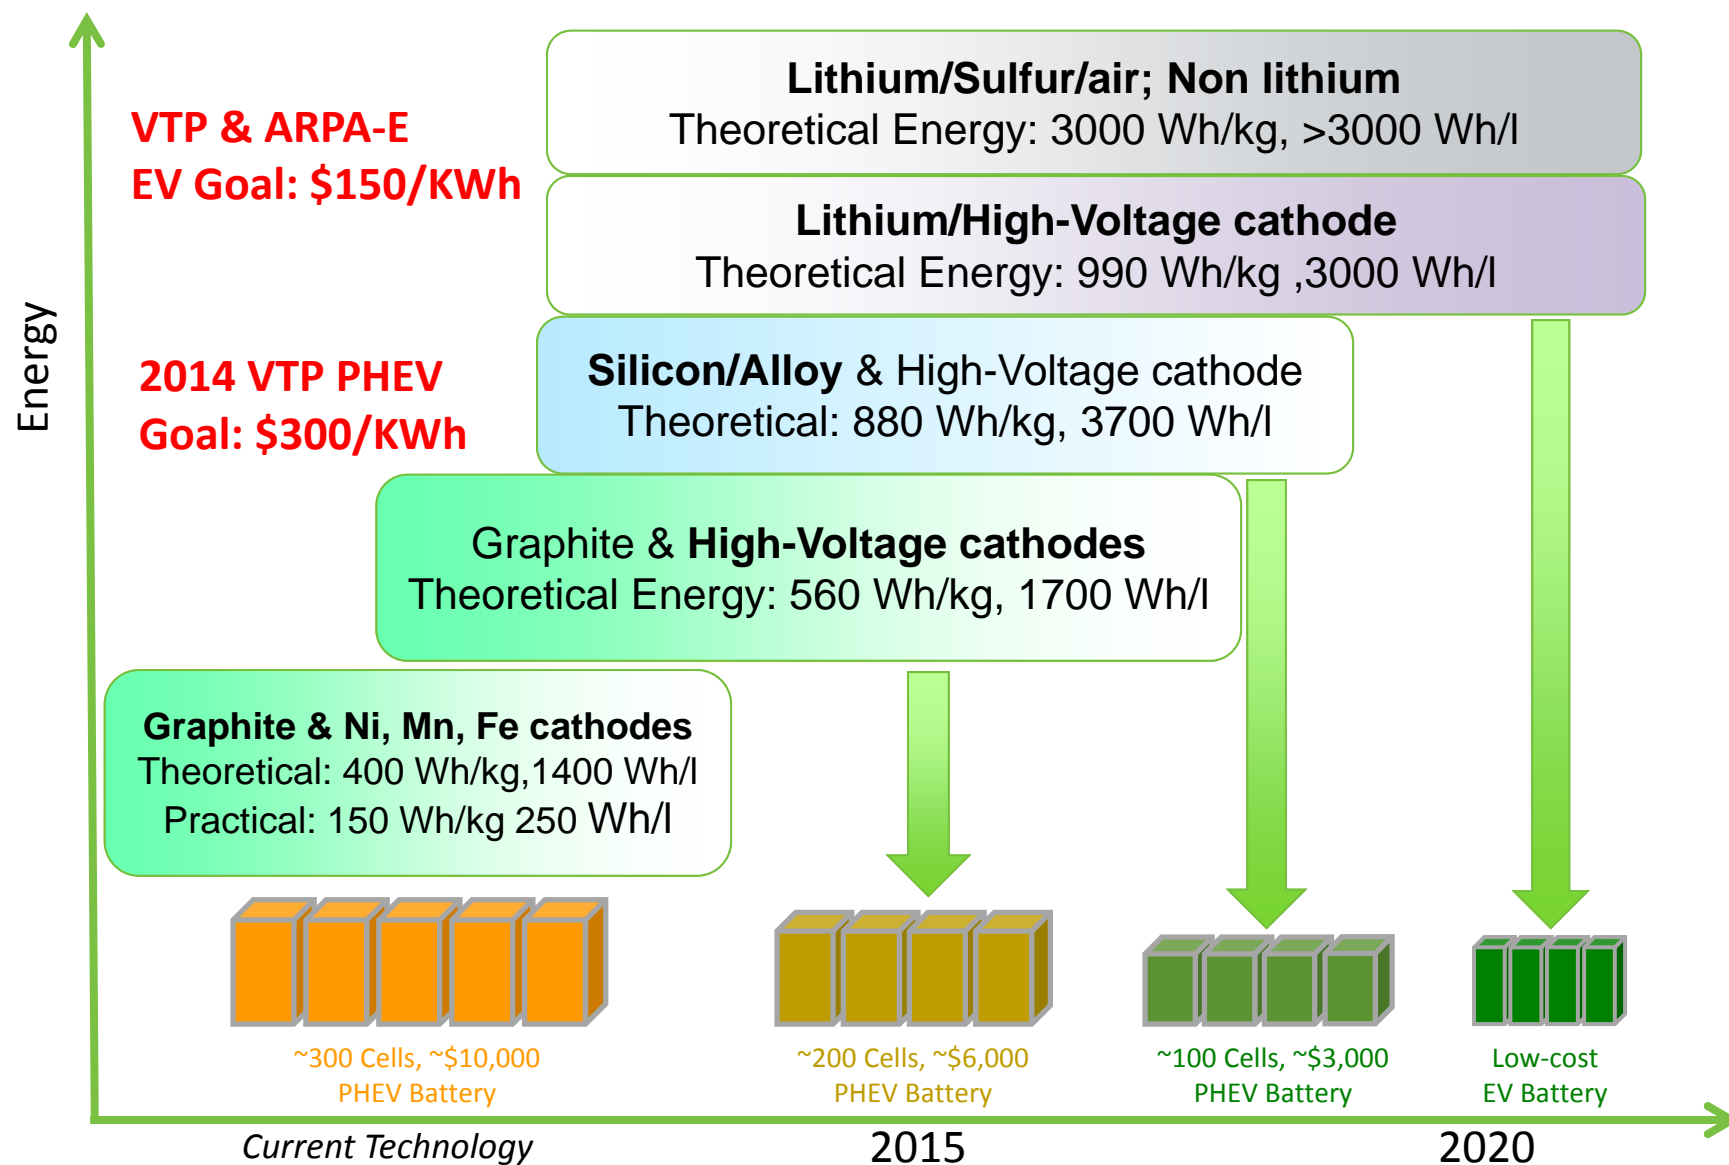 Lithium/Sulfur/air; Non lithium
Theoretical Energy: 3000 Wh/kg, >3000 Wh/l
VTP & ARPA-E
EV Goal: $150/KWh
Lithium/High-Voltage cathode
Theoretical Energy: 990 Wh/kg ,3000 Wh/l
Energy
2014 VTP PHEV
Goal: $300/KWh
Silicon/Alloy & High-Voltage cathode
Theoretical: 880 Wh/kg, 3700 Wh/l
Graphite & High-Voltage cathodes
Theoretical Energy: 560 Wh/kg, 1700 Wh/l
Graphite & Ni, Mn, Fe cathodes
Theoretical: 400 Wh/kg,1400 Wh/l
Practical: 150 Wh/kg 250 Wh/l
~300 Cells, ~$10,000
PHEV Battery
~200 Cells, ~$6,000
PHEV Battery
~100 Cells, ~$3,000
PHEV Battery
Low-cost
EV Battery
Current Technology
2015
2020